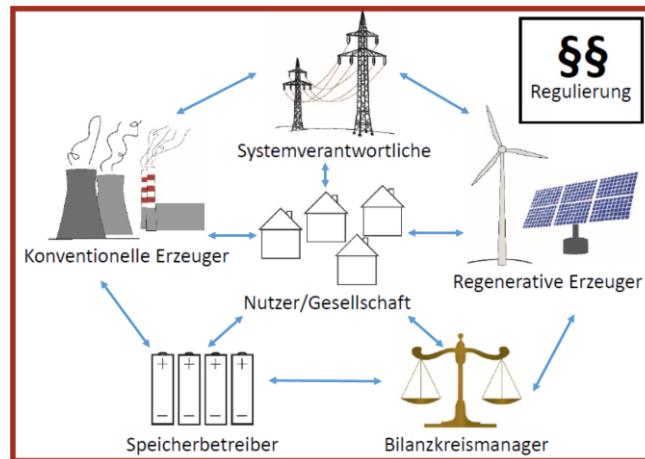 §§
Regulierung
Systemverantwortliche
Konventionelle Erzeuger
Regenerative Erzeuger
Nutzer/Gesellschaft
+ + + +
− − − −
Speicherbetreiber
Bilanzkreismanager